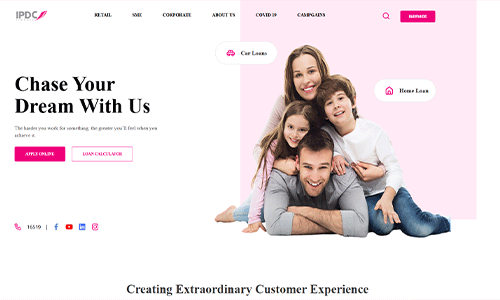 IPDC
RETAIL SME CORPORATE ABOUT US COVID 19 CAMPGAINS
Car Loans
Home Loan
Chase Your
Dream With Us
The harder you work for something, the greater you'll feel when you
achieve it.
APPLY ONLINE LOAN CALCULATOR
16519
Creating Extraordinary Customer Experience